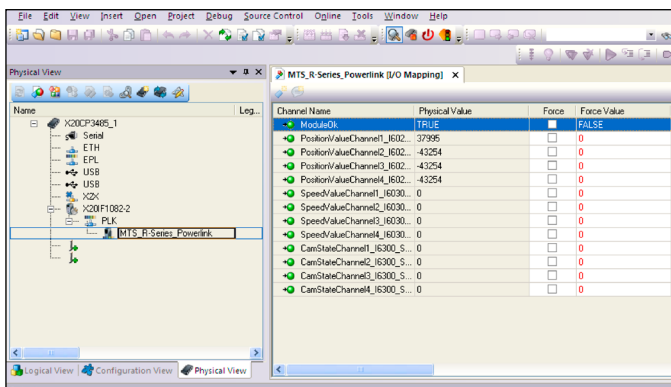 File Edit View Insert Open Project Debug Source Control Online Tools Window Help
Physical View
MTS_R-Series_Powerlink [I/O Mapping]
Name Leg...
X20CP3485_1
Serial
ETH
EPL
USB
USB
X2X
X20IF1082-2
PLK
MTS_R-Series_Powerlink
Channel Name Physical Value Force Force Value
ModuleOk TRUE FALSE
PositionValueChannel1_I602... 37995 0
PositionValueChannel2_I602... -43254 0
PositionValueChannel3_I602... -43254 0
PositionValueChannel4_I602... -43254 0
SpeedValueChannel1_I6030... 0 0
SpeedValueChannel2_I6030... 0 0
SpeedValueChannel3_I6030... 0 0
SpeedValueChannel4_I6030... 0 0
CamStateChannel1_I6300_S... 0 0
CamStateChannel2_I6300_S... 0 0
CamStateChannel3_I6300_S... 0 0
CamStateChannel4_I6300_S... 0 0
Logical View Configuration View Physical View